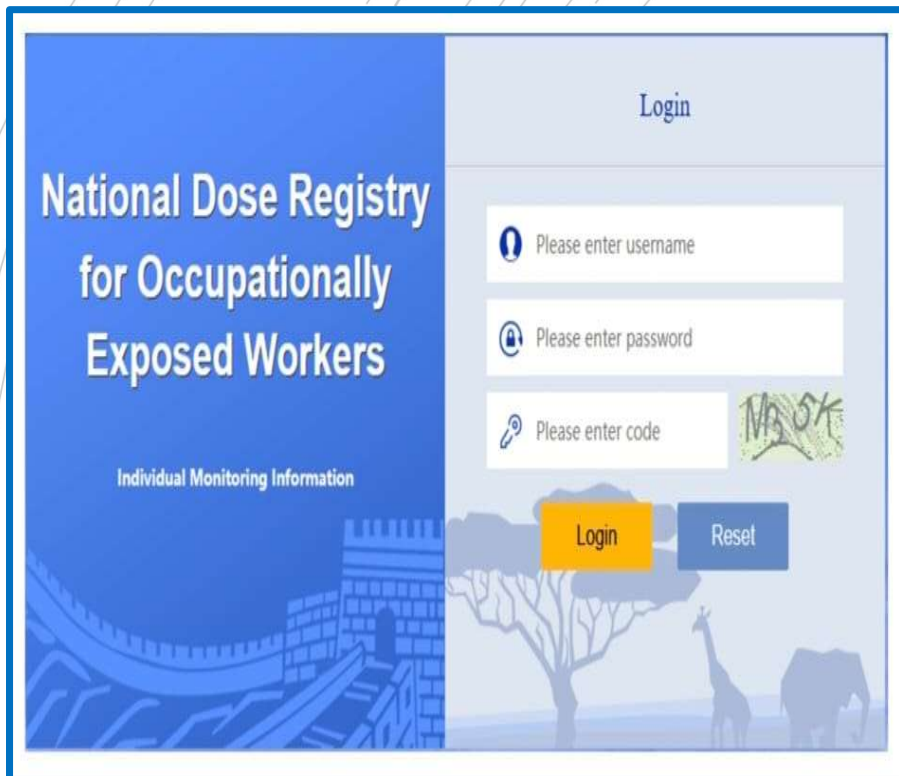 National Dose Registry
for Occupationally
Exposed Workers
Individual Monitoring Information
Login
Please enter username
Please enter password
Please enter code
Login
Reset